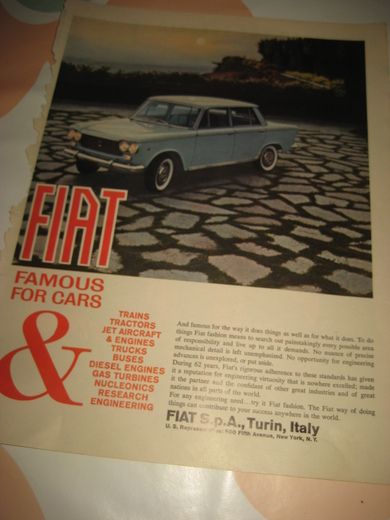 FIAT
FAMOUS
FOR CARS
&
TRAINS
TRACTORS
JET AIRCRAFT
& ENGINES
TRUCKS
BUSES
DIESEL ENGINES
GAS TURBINES
NUCLEONICS
RESEARCH
ENGINEERING
And famous for the way it does things as well as for what it does. To do
things Fiat fashion means to search out painstakingly every possible area
of responsibility and live up to all it demands. No nuance of precise
mechanical detail is left unemphasized. No opportunity for engineering
advances is unexplored, or put aside.
During 62 years, Fiat's rigorous adherence to these standards has given
it a reputation for engineering virtuosity that is nowhere excelled; made
it the partner and the confidant of other great industries and of great
nations in all parts of the world.
For any engineering need... try it Fiat fashion. The Fiat way of doing
things can contribute to your success anywhere in the world.
FIAT S.p.A., Turin, Italy
U. S. Representative: 500 Fifth Avenue, New York, N. Y.